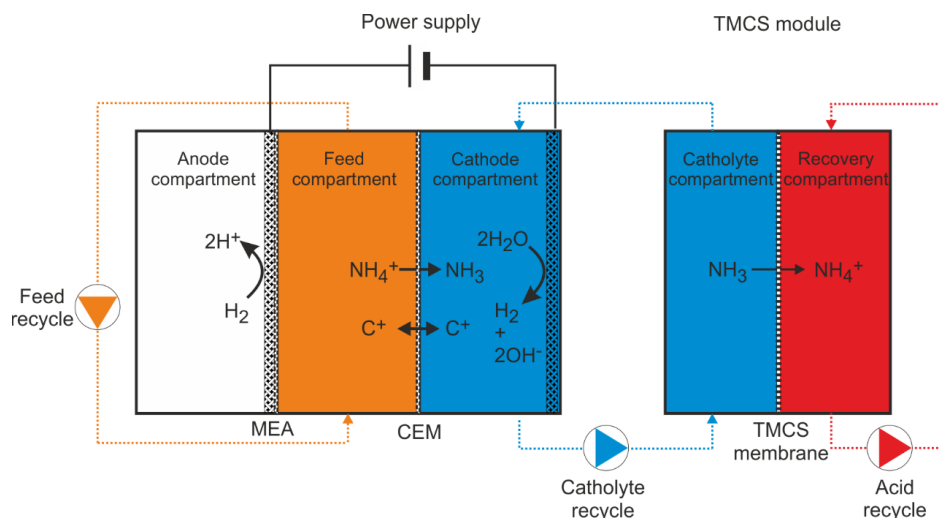 Power supply
TMCS module
Anode
compartment
Feed
compartment
Cathode
compartment
Catholyte
compartment
Recovery
compartment
2H⁺
H₂
NH₄⁺
NH₃
C⁺
C⁺
2H₂O
H₂
+
2OH⁻
NH₃
NH₄⁺
Feed
recycle
MEA
CEM
TMCS
membrane
Catholyte
recycle
Acid
recycle